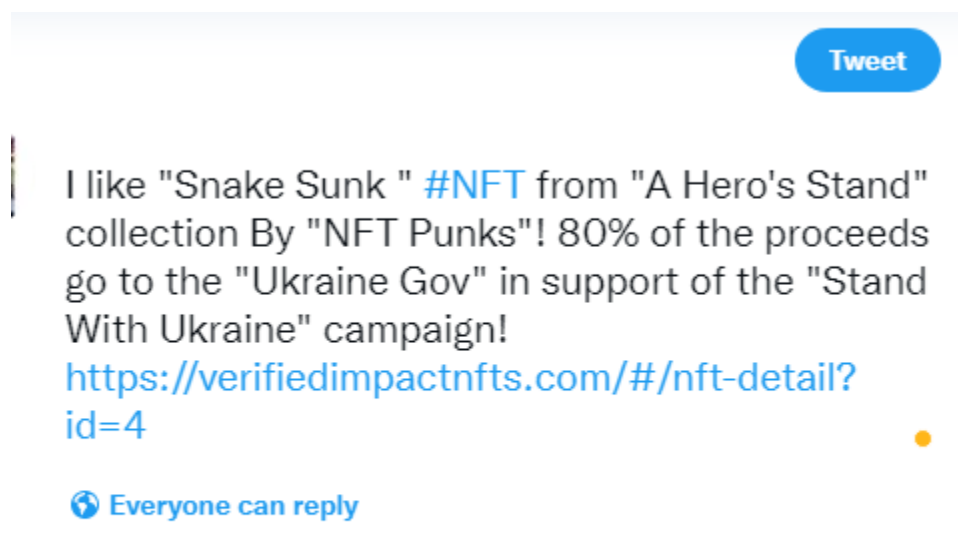 Tweet
I like "Snake Sunk " #NFT from "A Hero's Stand"
collection By "NFT Punks"! 80% of the proceeds
go to the "Ukraine Gov" in support of the "Stand
With Ukraine" campaign!
https://verifiedimpactnfts.com/#/nft-detail?
id=4
Everyone can reply